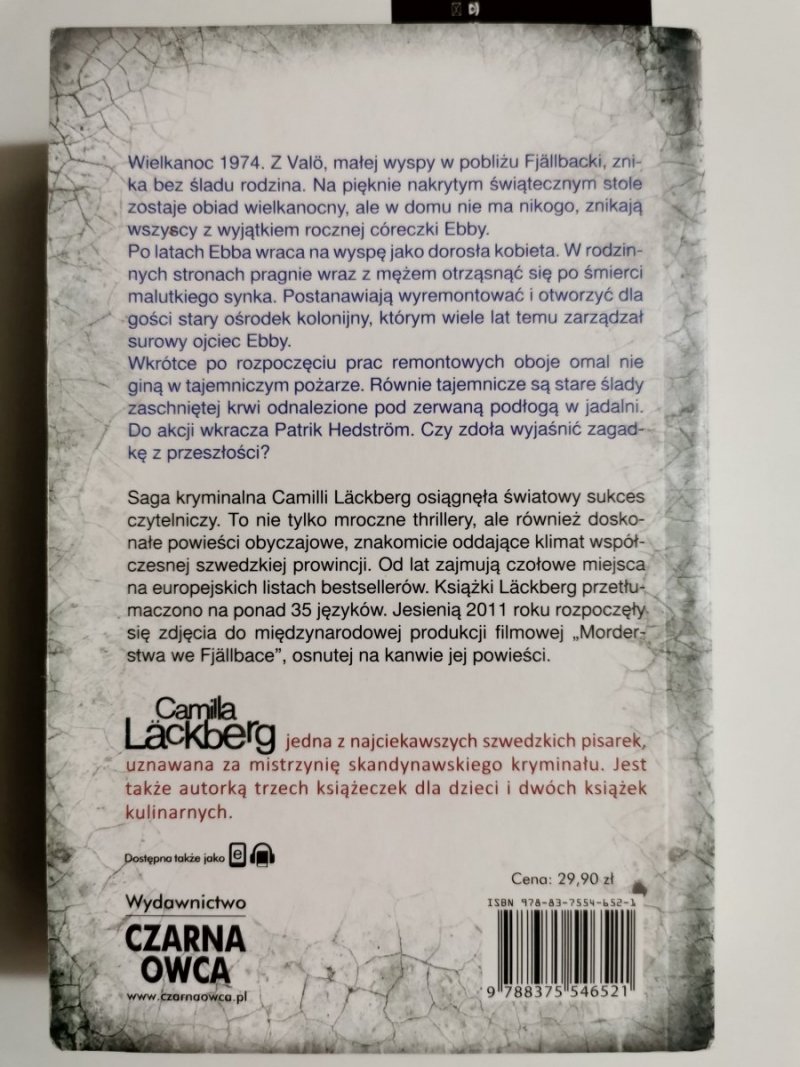 Wielkanoc 1974. Z Valö, małej wyspy w pobliżu Fjällbacki, zni-
ka bez śladu rodzina. Na pięknie nakrytym świątecznym stole
zostaje obiad wielkanocny, ale w domu nie ma nikogo, znikają
wszyscy z wyjątkiem rocznej córeczki Ebby.
Po latach Ebba wraca na wyspę jako dorosła kobieta. W rodzin-
nych stronach pragnie wraz z mężem otrząsnąć się po śmierci
malutkiego synka. Postanawiają wyremontować i otworzyć dla
gości stary ośrodek kolonijny, którym wiele lat temu zarządzał
surowy ojciec Ebby.
Wkrótce po rozpoczęciu prac remontowych oboje omal nie
giną w tajemniczym pożarze. Równie tajemnicze są stare ślady
zaschniętej krwi odnalezione pod zerwaną podłogą w jadalni.
Do akcji wkracza Patrik Hedström. Czy zdoła wyjaśnić zagad-
kę z przeszłości?
Saga kryminalna Camilli Läckberg osiągnęła światowy sukces
czytelniczy. To nie tylko mroczne thrillery, ale również dosko-
nałe powieści obyczajowe, znakomicie oddające klimat współ-
czesnej szwedzkiej prowincji. Od lat zajmują czołowe miejsca
na europejskich listach bestsellerów. Książki Läckberg przetłu-
maczono na ponad 35 języków. Jesienią 2011 roku rozpoczęły
się zdjęcia do międzynarodowej produkcji filmowej „Morder-
stwa we Fjällbace”, osnutej na kanwie jej powieści.
Camilla
Läckberg jedna z najciekawszych szwedzkich pisarek,
uznawana za mistrzynię skandynawskiego kryminału. Jest
także autorką trzech książeczek dla dzieci i dwóch książek
kulinarnych.
Dostępna także jako e
Cena: 29,90 zł
ISBN 978-83-7554-652-1
9 788375 546521
Wydawnictwo
CZARNA
OWCA
www.czarnaowca.pl